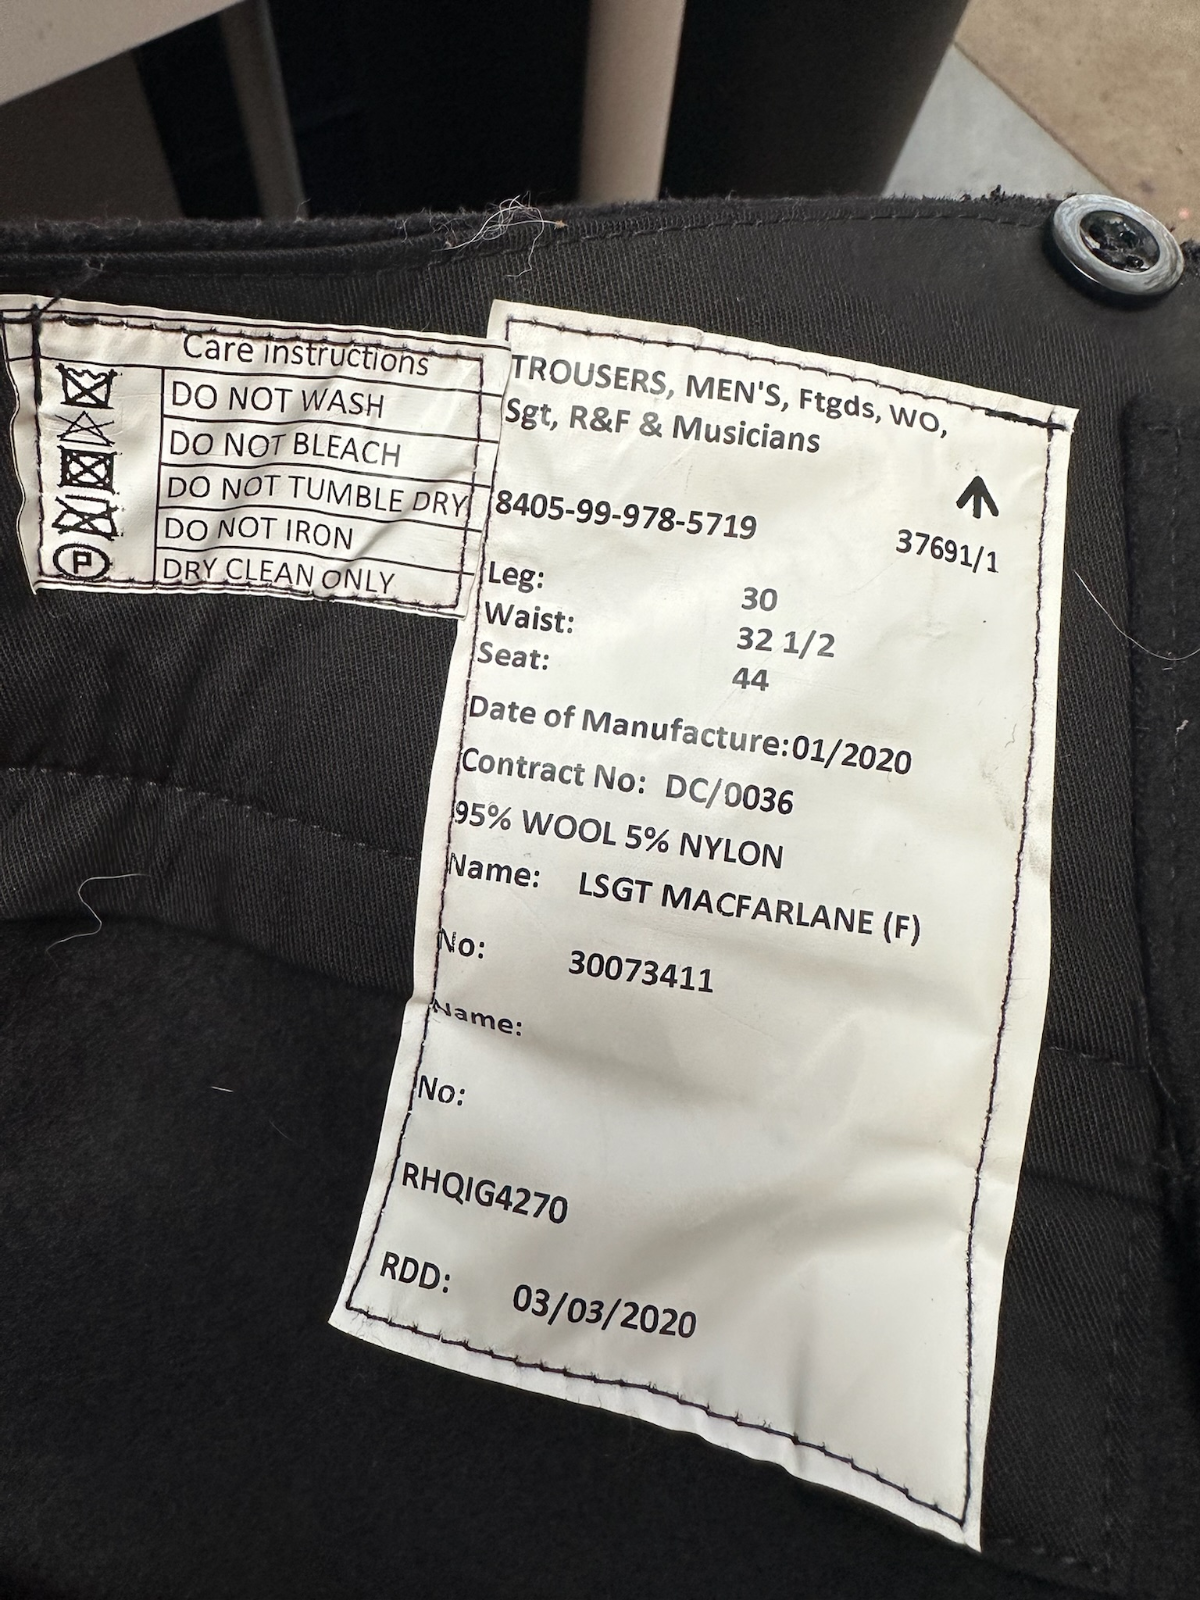 Care instructions
DO NOT WASH
DO NOT BLEACH
DO NOT TUMBLE DRY
DO NOT IRON
P DRY CLEAN ONLY
TROUSERS, MEN'S, Ftgds, WO,
Sgt, R&F & Musicians
8405-99-978-5719
37691/1
Leg: 30
Waist: 32 1/2
Seat: 44
Date of Manufacture:01/2020
Contract No: DC/0036
95% WOOL 5% NYLON
Name: LSGT MACFARLANE (F)
No: 30073411
Name:
No:
RHQIG4270
RDD: 03/03/2020